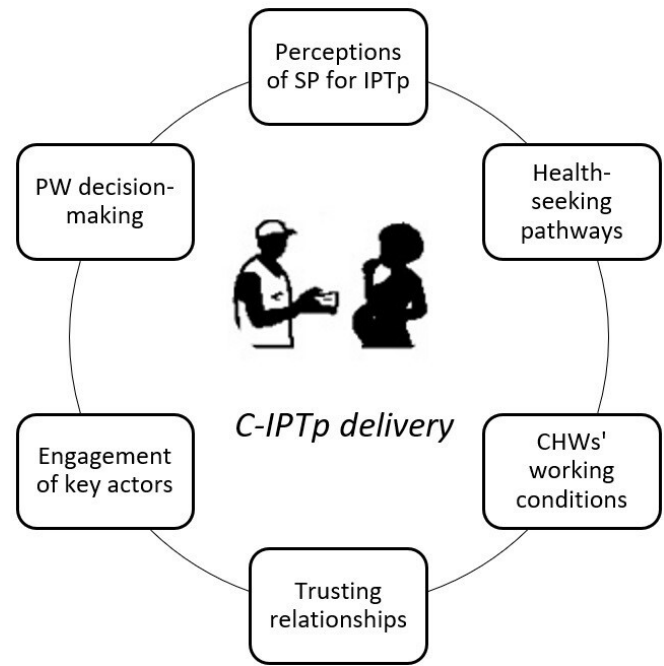 Perceptions
of SP for IPTp
Health-
seeking
pathways
CHWs'
working
conditions
Trusting
relationships
Engagement
of key actors
PW decision-
making
C-IPTp delivery